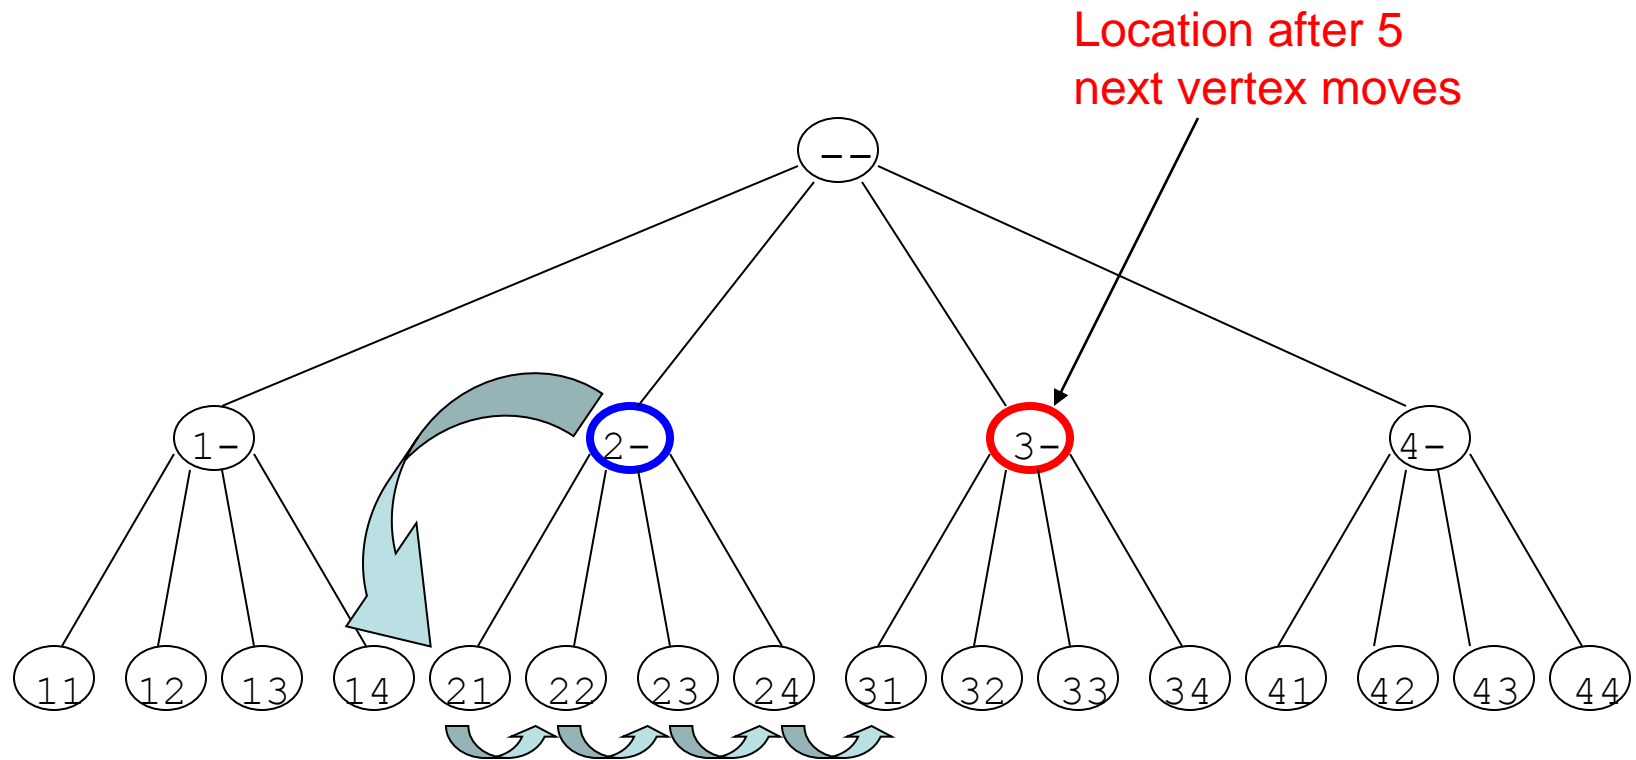 Location after 5
next vertex moves
--
1- 2- 3- 4-
11 12 13 14 21 22 23 24 31 32 33 34 41 42 43 44